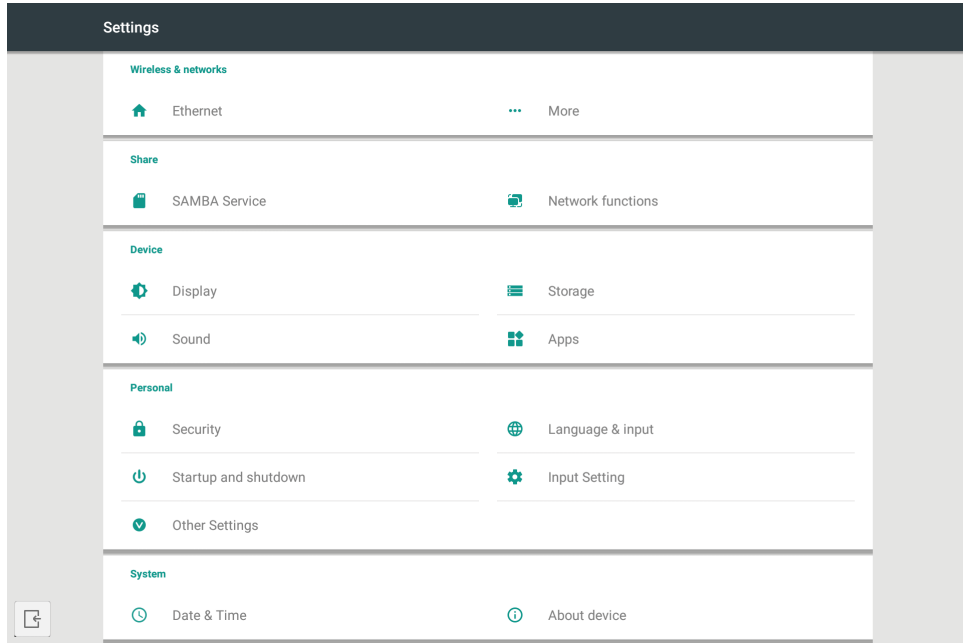 Settings
Wireless & networks
Ethernet
More
Share
SAMBA Service
Network functions
Device
Display
Storage
Sound
Apps
Personal
Security
Language & input
Startup and shutdown
Input Setting
Other Settings
System
Date & Time
About device